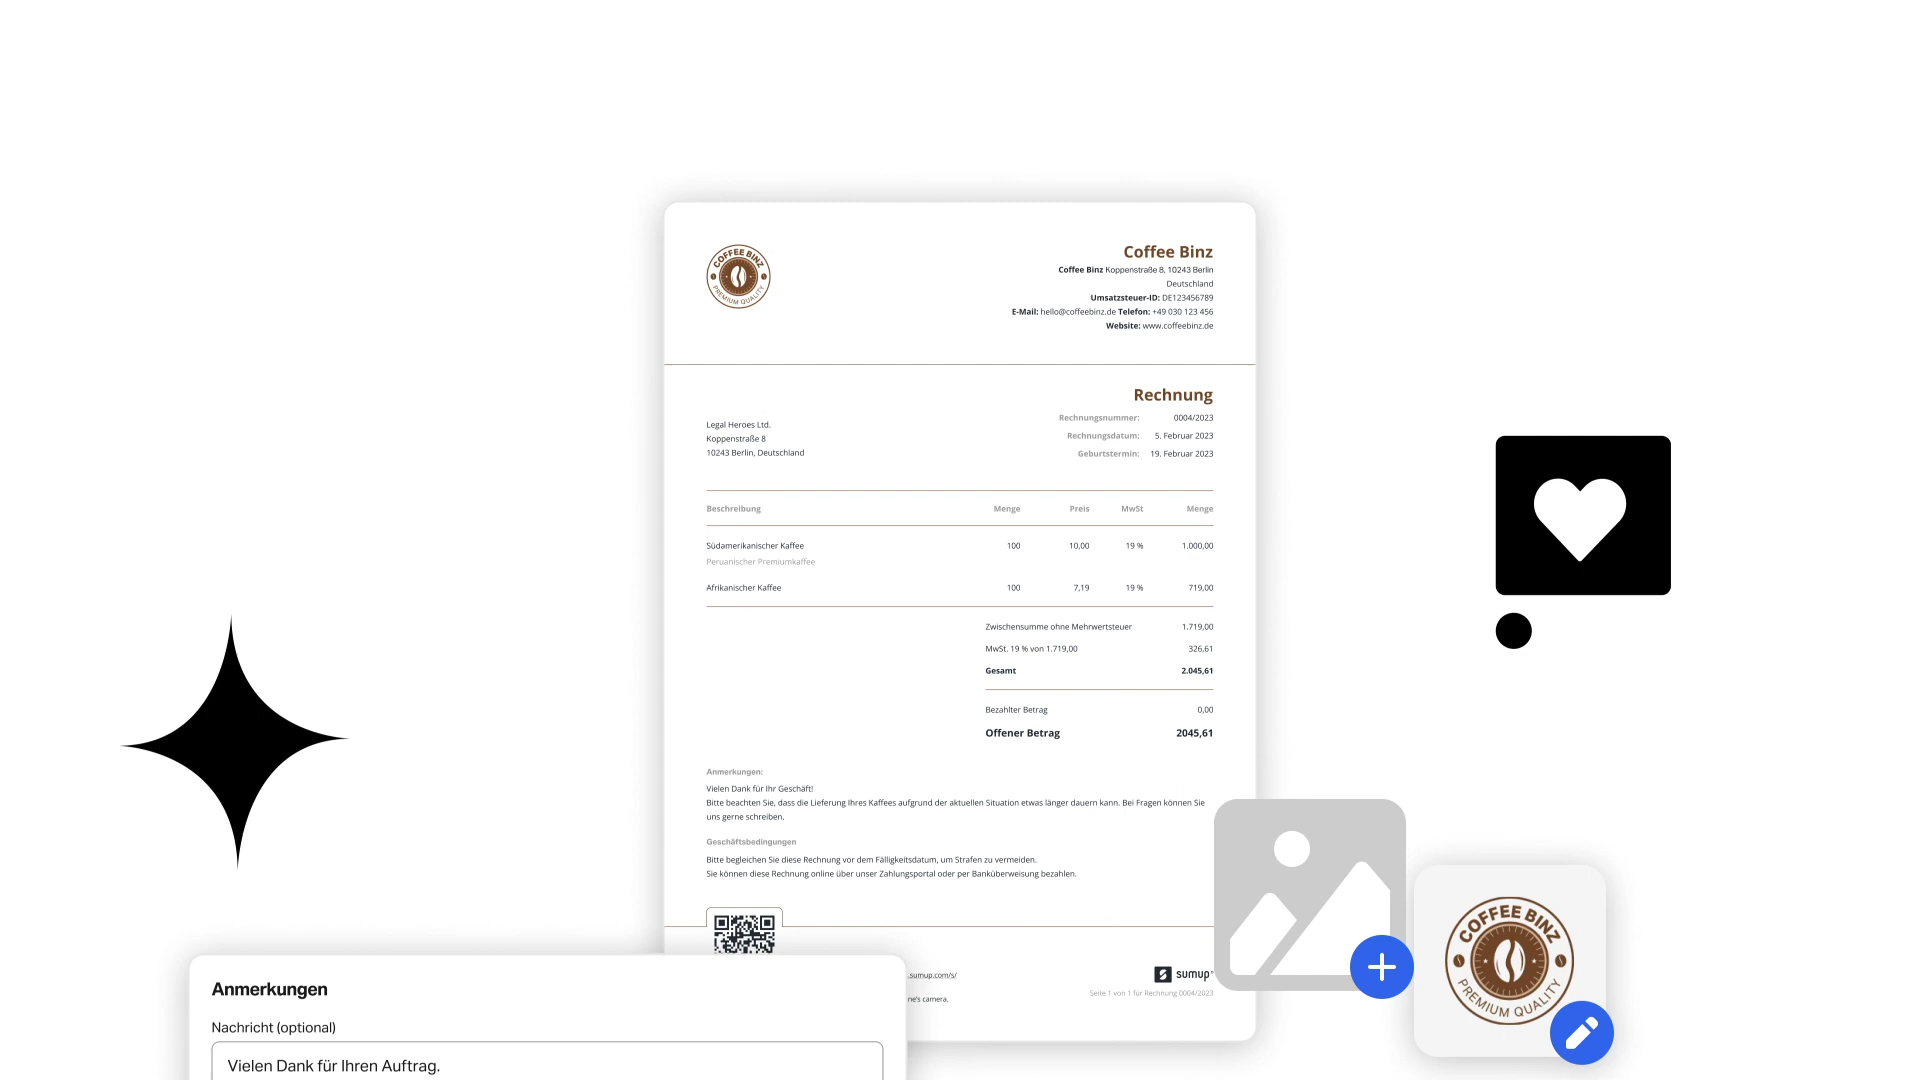 COFFEE BINZ
PREMIUM QUALITY
Coffee Binz
Coffee Binz Koppenstraße 8, 10243 Berlin
Deutschland
Umsatzsteuer-ID: DE123456789
E-Mail: hello@coffeebinz.de Telefon: +49 030 123 456
Website: www.coffeebinz.de
Rechnung
Legal Heroes Ltd.
Koppenstraße 8
10243 Berlin, Deutschland
Rechnungsnummer: 0004/2023
Rechnungsdatum: 5. Februar 2023
Geburtstermin: 19. Februar 2023
Beschreibung Menge Preis MwSt Menge
Südamerikanischer Kaffee 100 10,00 19 % 1.000,00
Peruanischer Premiumkaffee
Afrikanischer Kaffee 100 7,19 19 % 719,00
Zwischensumme ohne Mehrwertsteuer 1.719,00
MwSt. 19 % von 1.719,00 326,61
Gesamt 2.045,61
Bezahlter Betrag 0,00
Offener Betrag 2045,61
Anmerkungen:
Vielen Dank für Ihr Geschäft!
Bitte beachten Sie, dass die Lieferung Ihres Kaffees aufgrund der aktuellen Situation etwas länger dauern kann. Bei Fragen können Sie
uns gerne schreiben.
Geschäftsbedingungen
Bitte begleichen Sie diese Rechnung vor dem Fälligkeitsdatum, um Strafen zu vermeiden.
Sie können diese Rechnung online über unser Zahlungsportal oder per Banküberweisung bezahlen.
.sumup.com/s/
ne's camera.
sumup
Seite 1 von 1 für Rechnung 0004/2023
Anmerkungen
Nachricht (optional)
Vielen Dank für Ihren Auftrag.
COFFEE BINZ
PREMIUM QUALITY